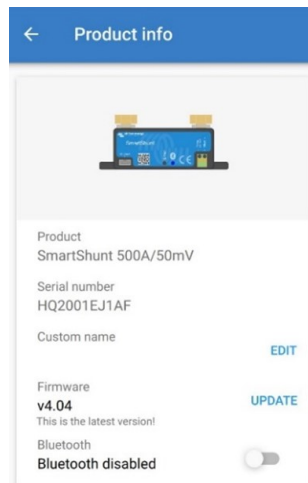 Product info
SmartShunt
Product
SmartShunt 500A/50mV
Serial number
HQ2001EJ1AF
Custom name
EDIT
Firmware
v4.04
UPDATE
This is the latest version!
Bluetooth
Bluetooth disabled